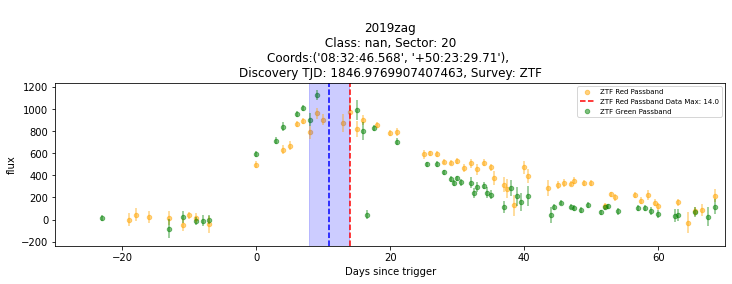 2019zag
Class: nan, Sector: 20
Coords:('08:32:46.568', '+50:23:29.71'),
Discovery TJD: 1846.9769907407463, Survey: ZTF
1200
1000
800
600
400
200
0
−200
flux
ZTF Red Passband
ZTF Red Passband Data Max: 14.0
ZTF Green Passband
−20
0
20
40
60
Days since trigger